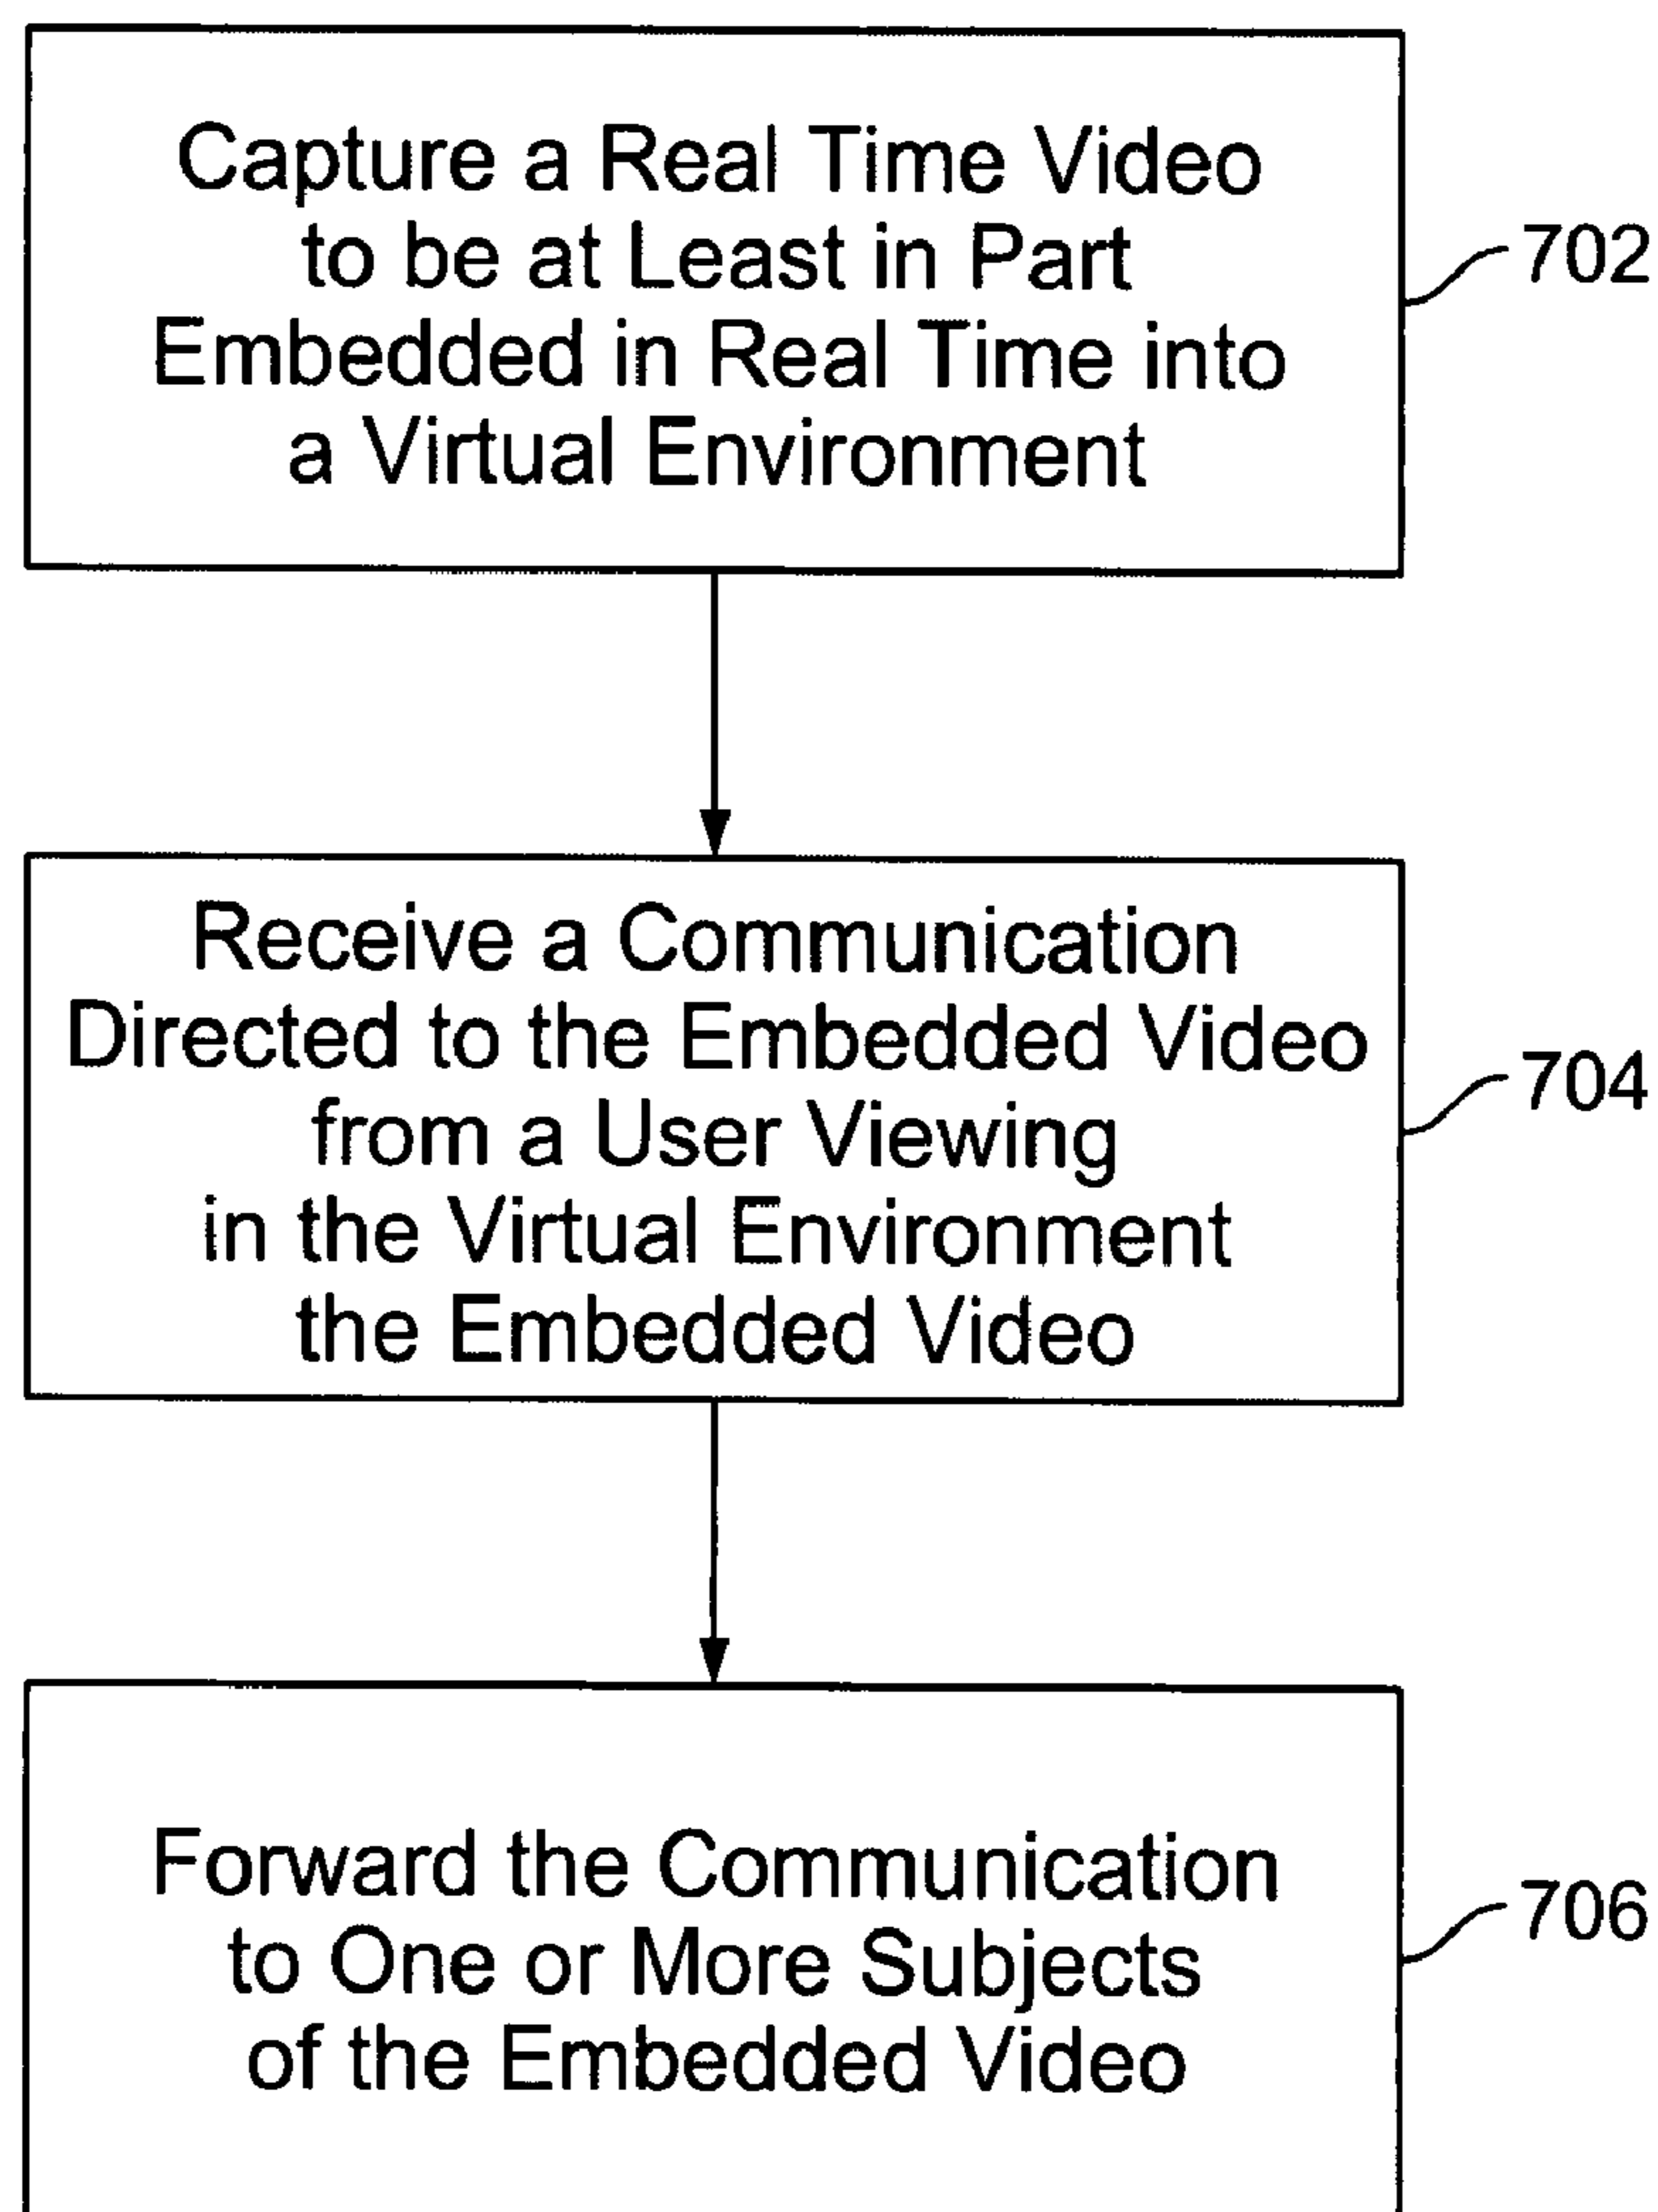 Capture a Real Time Video
to be at Least in Part
Embedded in Real Time into
a Virtual Environment
702
Receive a Communication
Directed to the Embedded Video
from a User Viewing
in the Virtual Environment
the Embedded Video
704
Forward the Communication
to One or More Subjects
of the Embedded Video
706